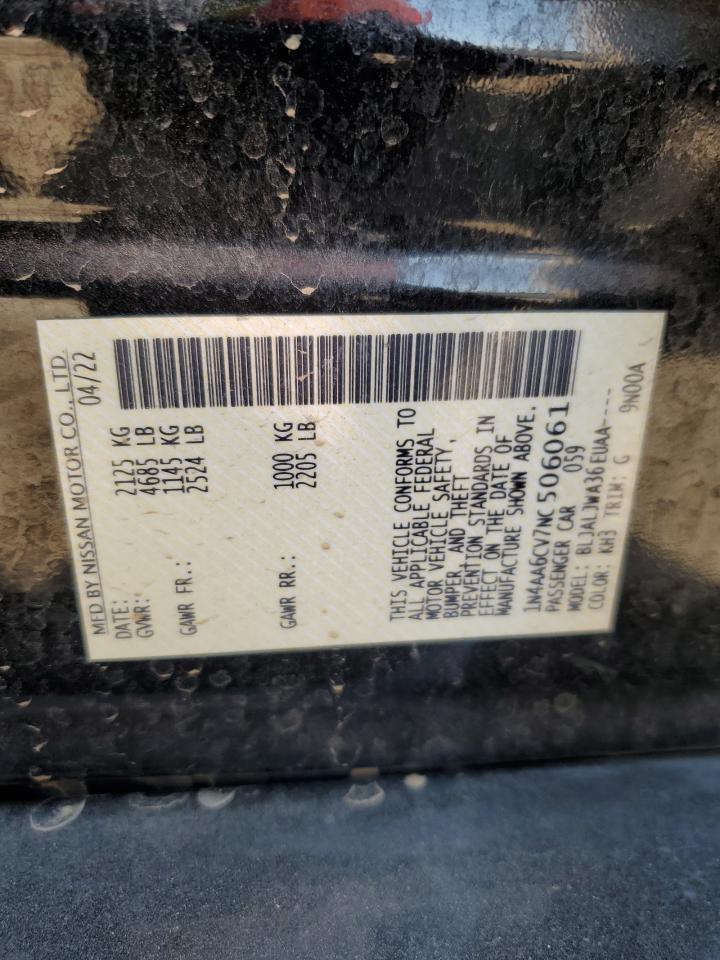 MFD BY NISSAN MOTOR CO., LTD.
DATE: 04/22
GVWR: 2125 KG
4685 LB
GAWR FR.: 1145 KG
2524 LB
GAWR RR.: 1000 KG
2205 LB
THIS VEHICLE CONFORMS TO
ALL APPLICABLE FEDERAL
MOTOR VEHICLE SAFETY,
BUMPER, AND THEFT
PREVENTION STANDARDS IN
EFFECT ON THE DATE OF
MANUFACTURE SHOWN ABOVE.
1N4AA6CV7NC506061
PASSENGER CAR 059
MODEL: BLJALJWA36EUAA----
COLOR: KH3 TRIM: G 9N00A